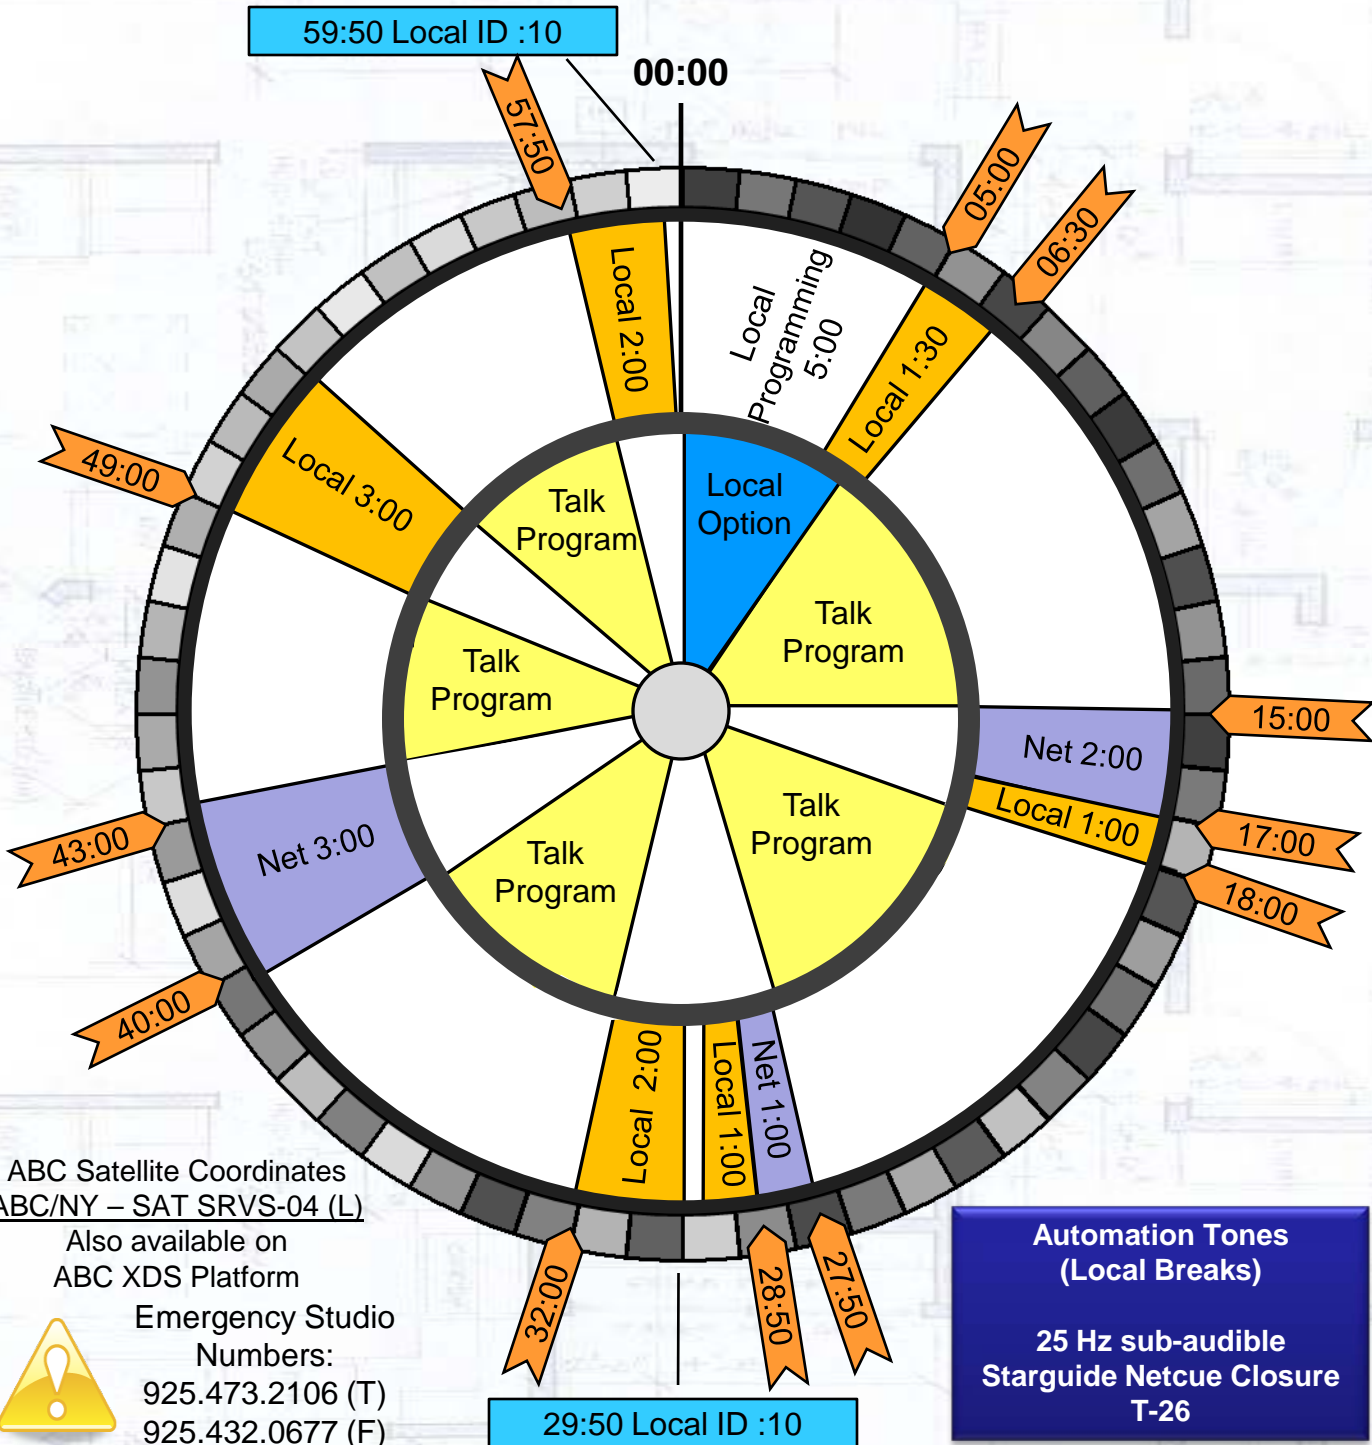 59:50 Local ID :10
00:00
57:50
05:00
06:30
Local 2:00
Local
Programming
5:00
Local 1:30
49:00
Local 3:00
Talk
Program
Local
Option
Talk
Program
Talk
Program
15:00
Net 2:00
Local 1:00
17:00
18:00
43:00
Net 3:00
Talk
Program
Talk
Program
40:00
Local 2:00
Local 1:00
Net 1:00
32:00
28:50
27:50
29:50 Local ID :10
ABC Satellite Coordinates
ABC/NY – SAT SRVS-04 (L)
Also available on
ABC XDS Platform
Emergency Studio
Numbers:
925.473.2106 (T)
925.432.0677 (F)
Automation Tones
(Local Breaks)
25 Hz sub-audible
Starguide Netcue Closure
T-26